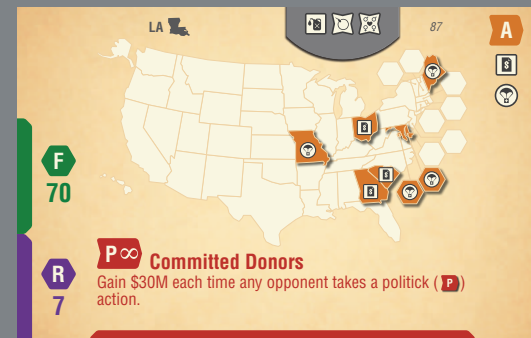 LA
87
A
F
70
P∞ Committed Donors
Gain $30M each time any opponent takes a politick (P)
action.
R
7